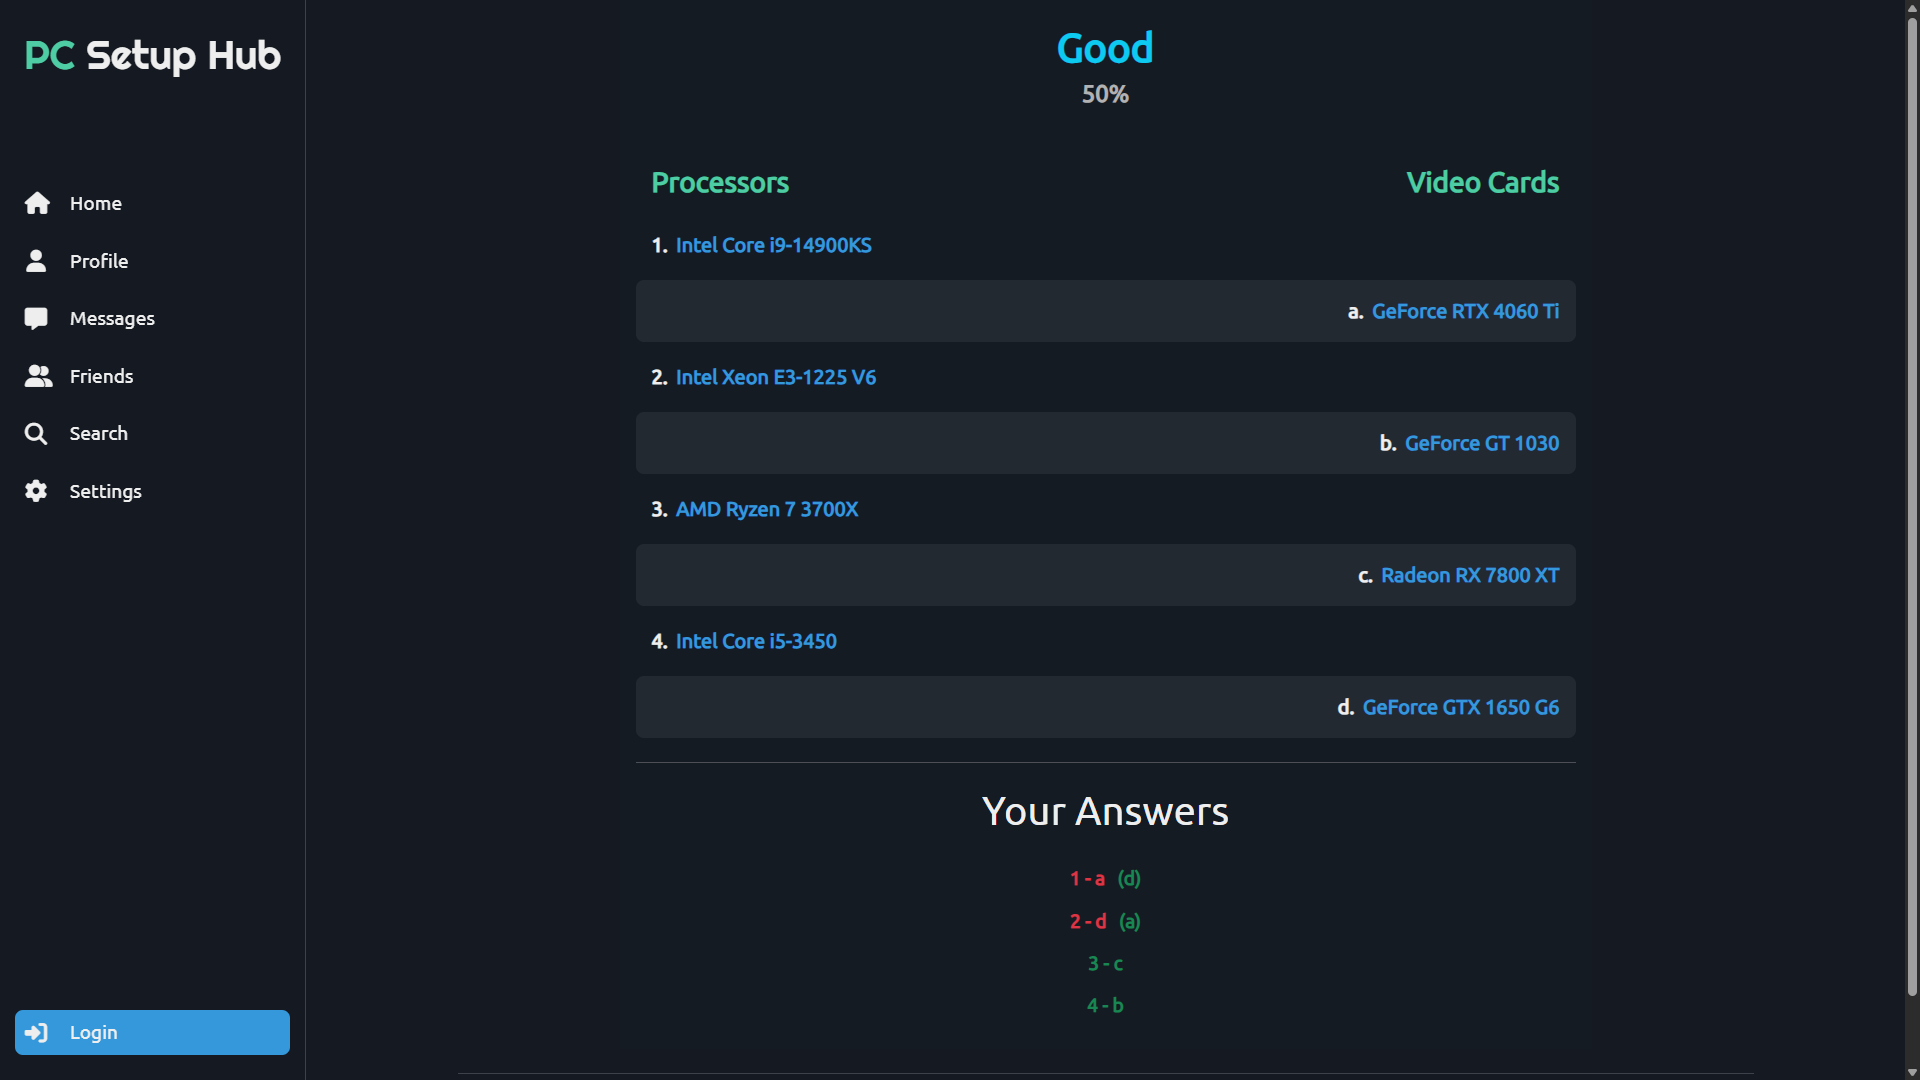 PC Setup Hub
Home
Profile
Messages
Friends
Search
Settings
Login
Good
50%
Processors
Video Cards
1. Intel Core i9-14900KS
a. GeForce RTX 4060 Ti
2. Intel Xeon E3-1225 V6
b. GeForce GT 1030
3. AMD Ryzen 7 3700X
c. Radeon RX 7800 XT
4. Intel Core i5-3450
d. GeForce GTX 1650 G6
Your Answers
1 - a (d)
2 - d (a)
3 - c
4 - b